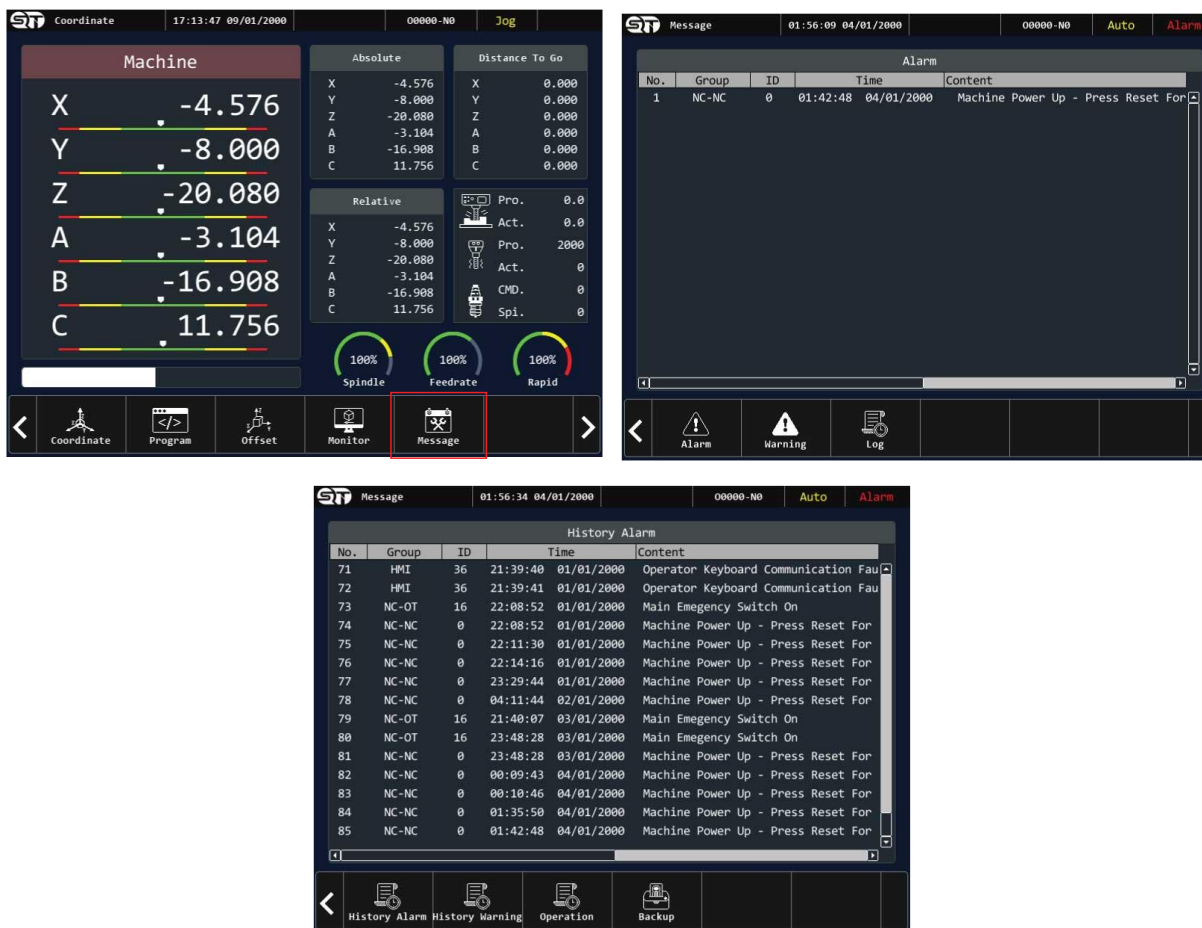 STT Coordinate 17:13:47 09/01/2000 O0000-N0 Jog
Machine
X -4.576
Y -8.000
Z -20.080
A -3.104
B -16.908
C 11.756
Absolute
X -4.576
Y -8.000
Z -20.080
A -3.104
B -16.908
C 11.756
Distance To Go
X 0.000
Y 0.000
Z 0.000
A 0.000
B 0.000
C 0.000
Relative
X -4.576
Y -8.000
Z -20.080
A -3.104
B -16.908
C 11.756
Pro. 0.0
Act. 0.0
Pro. 2000
Act. 0
CMD. 0
Spi. 0
100% 100% 100%
Spindle Feedrate Rapid
Coordinate Program Offset Monitor Message
STT Message 01:56:09 04/01/2000 O0000-N0 Auto Alarm
Alarm
No. Group ID Time Content
1 NC-NC 0 01:42:48 04/01/2000 Machine Power Up - Press Reset For
Alarm Warning Log
STT Message 01:56:34 04/01/2000 O0000-N0 Auto Alarm
History Alarm
No. Group ID Time Content
71 HMI 36 21:39:40 01/01/2000 Operator Keyboard Communication Fau
72 HMI 36 21:39:41 01/01/2000 Operator Keyboard Communication Fau
73 NC-OT 16 22:08:52 01/01/2000 Main Emegency Switch On
74 NC-NC 0 22:08:52 01/01/2000 Machine Power Up - Press Reset For
75 NC-NC 0 22:11:30 01/01/2000 Machine Power Up - Press Reset For
76 NC-NC 0 22:14:16 01/01/2000 Machine Power Up - Press Reset For
77 NC-NC 0 23:29:44 01/01/2000 Machine Power Up - Press Reset For
78 NC-NC 0 04:11:44 02/01/2000 Machine Power Up - Press Reset For
79 NC-OT 16 21:40:07 03/01/2000 Main Emegency Switch On
80 NC-OT 16 23:48:28 03/01/2000 Main Emegency Switch On
81 NC-NC 0 23:48:28 03/01/2000 Machine Power Up - Press Reset For
82 NC-NC 0 00:09:43 04/01/2000 Machine Power Up - Press Reset For
83 NC-NC 0 00:10:46 04/01/2000 Machine Power Up - Press Reset For
84 NC-NC 0 01:35:50 04/01/2000 Machine Power Up - Press Reset For
85 NC-NC 0 01:42:48 04/01/2000 Machine Power Up - Press Reset For
History Alarm History Warning Operation Backup